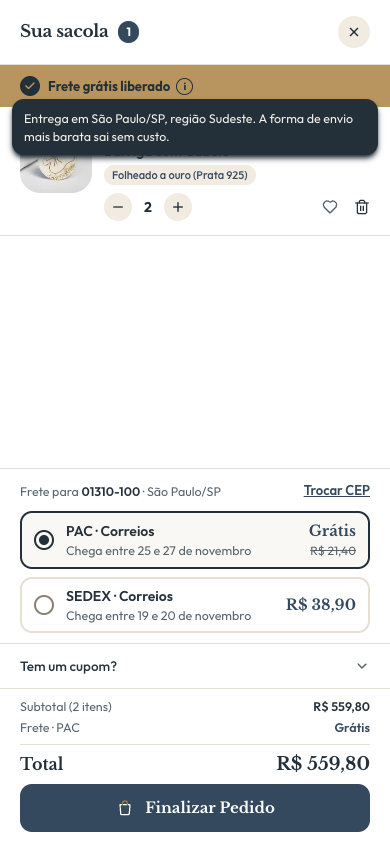 Sua sacola 1
Frete grátis liberado
Entrega em São Paulo/SP, região Sudeste. A forma de envio
mais barata sai sem custo.
Folheado a ouro (Prata 925)
2
Frete para 01310-100 · São Paulo/SP Trocar CEP
PAC · Correios Grátis
Chega entre 25 e 27 de novembro R$ 21,40
SEDEX · Correios R$ 38,90
Chega entre 19 e 20 de novembro
Tem um cupom?
Subtotal (2 itens) R$ 559,80
Frete · PAC Grátis
Total R$ 559,80
Finalizar Pedido